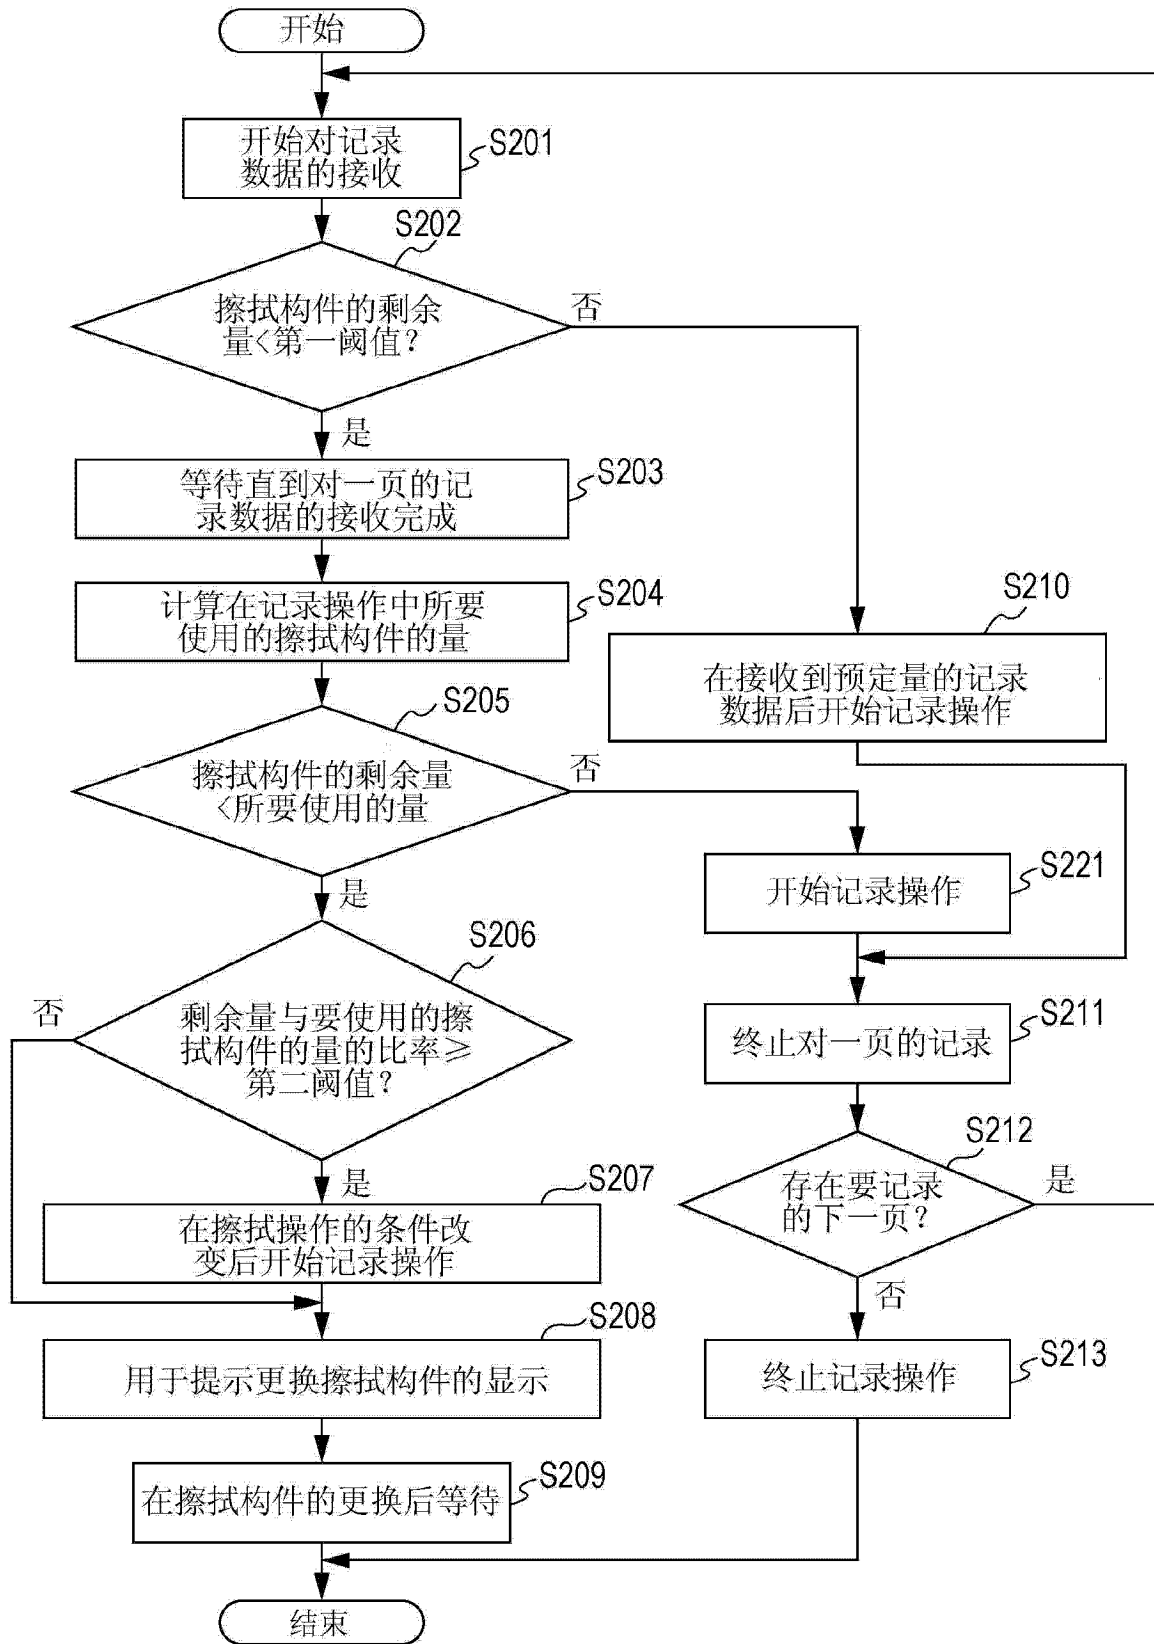 开始
开始对记录
数据的接收
S201
S202
擦拭构件的剩余
量<第一阈值？
否
是
等待直到对一页的记
录数据的接收完成
S203
计算在记录操作中所要
使用的擦拭构件的量
S204
S210
在接收到预定量的记录
数据后开始记录操作
S205
擦拭构件的剩余量
<所要使用的量
否
是
开始记录操作
S221
S206
否
剩余量与要使用的擦
拭构件的量的比率≥
第二阈值？
是
终止对一页的记录
S211
S212
存在要记录
的下一页？
是
否
S207
在擦拭操作的条件改
变后开始记录操作
S208
用于提示更换擦拭构件的显示
终止记录操作
S213
在擦拭构件的更换后等待
S209
结束